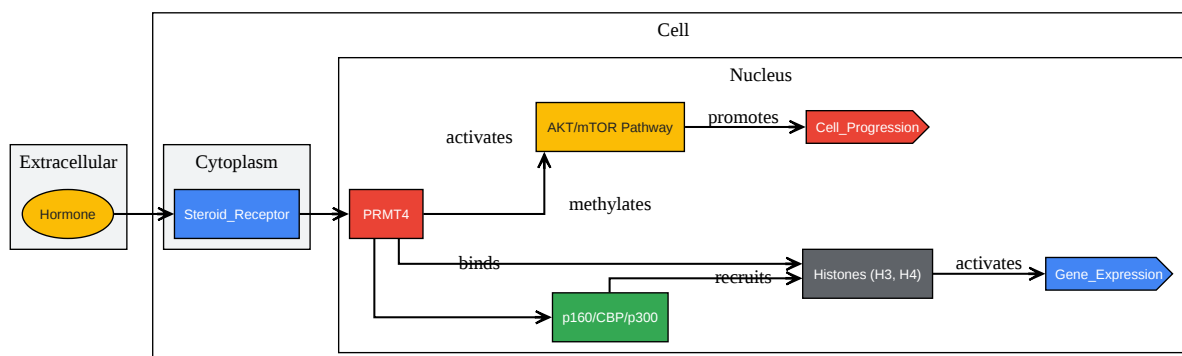 Cell
Nucleus
Extracellular
Cytoplasm
Hormone
Steroid_Receptor
PRMT4
activates
AKT/mTOR Pathway
promotes
Cell_Progression
methylates
binds
recruits
p160/CBP/p300
Histones (H3, H4)
activates
Gene_Expression